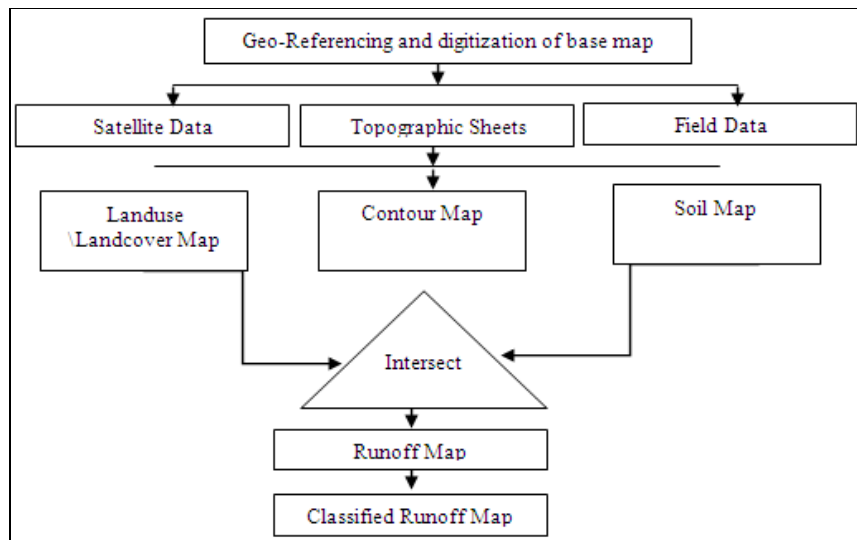 Geo-Referencing and digitization of base map
Satellite Data
Topographic Sheets
Field Data
Landuse
\Landcover Map
Contour Map
Soil Map
Intersect
Runoff Map
Classified Runoff Map